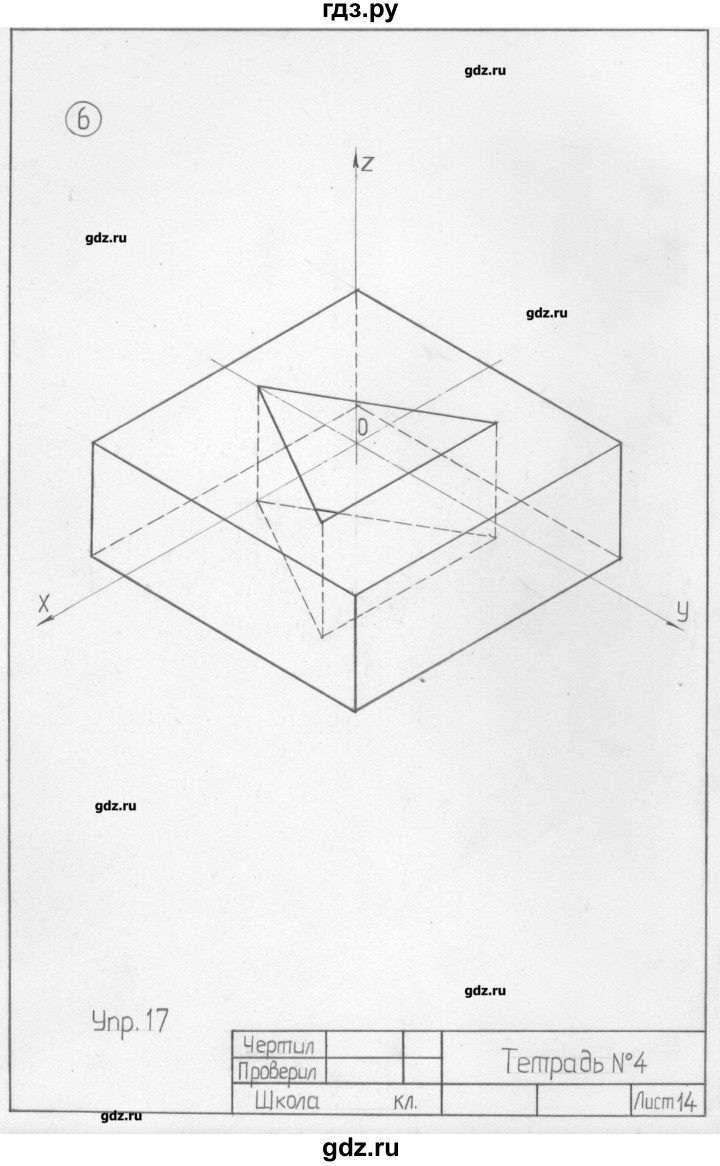 гдз.ру
gdz.ru
6
Z
gdz.ru
gdz.ru
0
X
У
gdz.ru
gdz.ru
Упр. 17
Чертил
Проверил
Тетрадь №4
Школа кл.
Лист 14
gdz.ru
gdz.ru